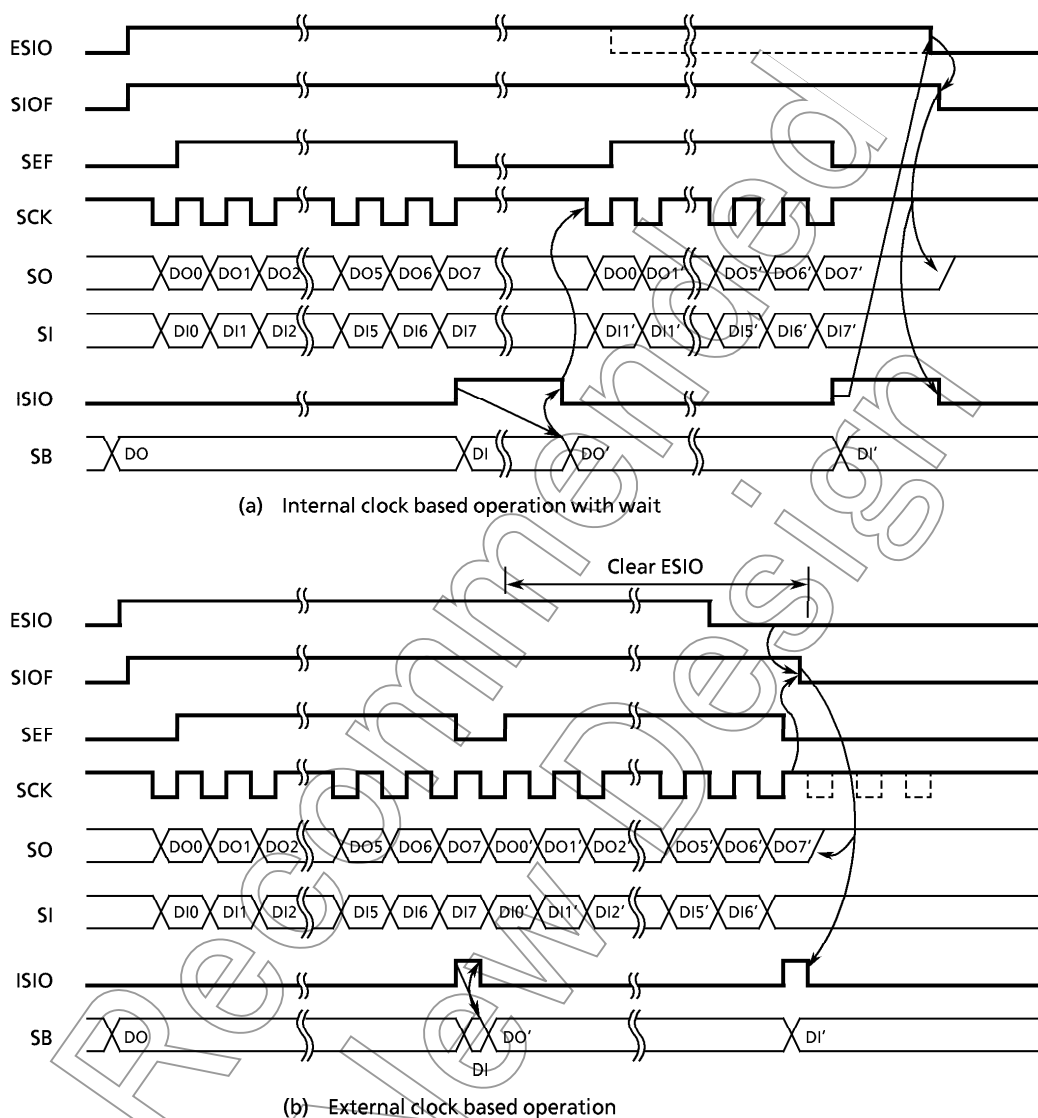 ESIO
SIOF
SEF
SCK
SO DO0 DO1 DO2 DO5 DO6 DO7 DO0 DO1’ DO5’ DO6’ DO7’
SI DI0 DI1 DI2 DI5 DI6 DI7 DI1’ DI1’ DI5’ DI6’ DI7’
ISIO
SB DO DI DO’ DI’
(a) Internal clock based operation with wait
Clear ESIO
ESIO
SIOF
SEF
SCK
SO DO0 DO1 DO2 DO5 DO6 DO7 DO0’ DO1’ DO2’ DO5’ DO6’ DO7’
SI DI0 DI1 DI2 DI5 DI6 DI7 DI0’ DI1’ DI2’ DI5’ DI6’
ISIO
SB DO DO’ DI’
DI
(b) External clock based operation
Recommended
Design